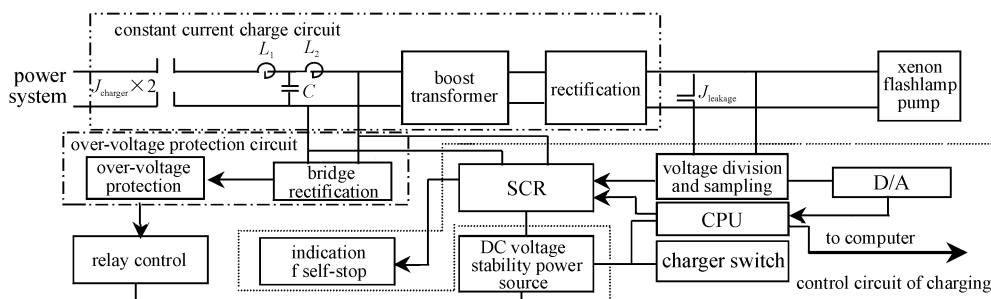 constant current charge circuit
L1
L2
power
system
Jcharger×2
C
boost
transformer
rectification
Jleakage
xenon
flashlamp
pump
over-voltage protection circuit
over-voltage
protection
bridge
rectification
SCR
voltage division
and sampling
D/A
CPU
to computer
relay control
indication
f self-stop
DC voltage
stability power
source
charger switch
control circuit of charging